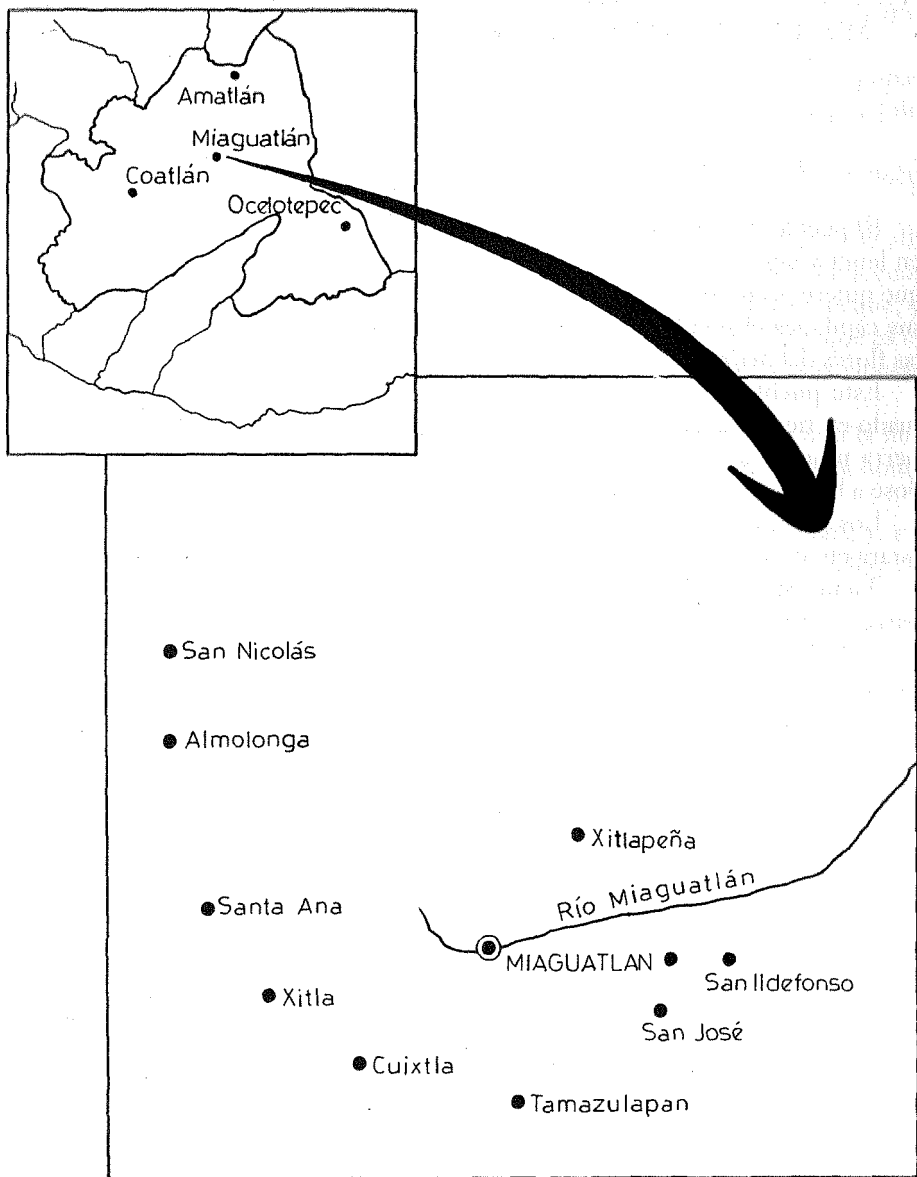 Amatlán
Miaguatlán
Coatlán
Ocelotepec
San Nicolás
Almolonga
Xitlapeña
Río Miaguatlán
Santa Ana
MIAGUATLAN
San Ildefonso
Xitla
San José
Cuixtla
Tamazulapan